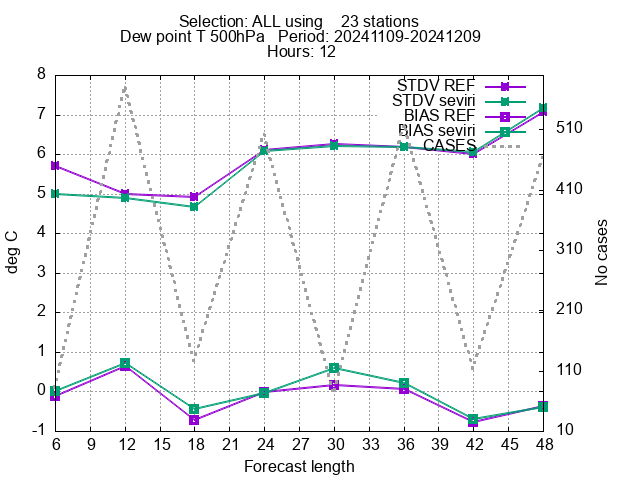 Selection: ALL using    23 stations
Dew point T 500hPa   Period: 20241109-20241209
Hours: 12
STDV REF
STDV seviri
BIAS REF
BIAS seviri
CASES
8
7
6
5
4
3
2
1
0
-1
deg C
510
410
310
210
110
10
No cases
6 9 12 15 18 21 24 27 30 33 36 39 42 45 48
Forecast length